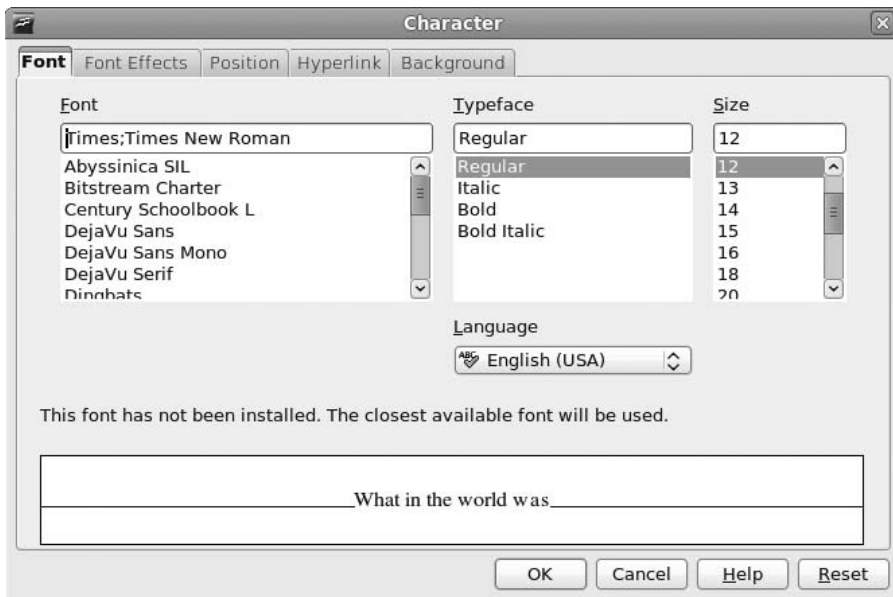 Character
Font Font Effects Position Hyperlink Background
Font
Times;Times New Roman
Abyssinica SIL
Bitstream Charter
Century Schoolbook L
DejaVu Sans
DejaVu Sans Mono
DejaVu Serif
Dingbats
Typeface
Regular
Regular
Italic
Bold
Bold Italic
Size
12
12
13
14
15
16
18
20
Language
ABC English (USA)
This font has not been installed. The closest available font will be used.
What in the world was
OK Cancel Help Reset